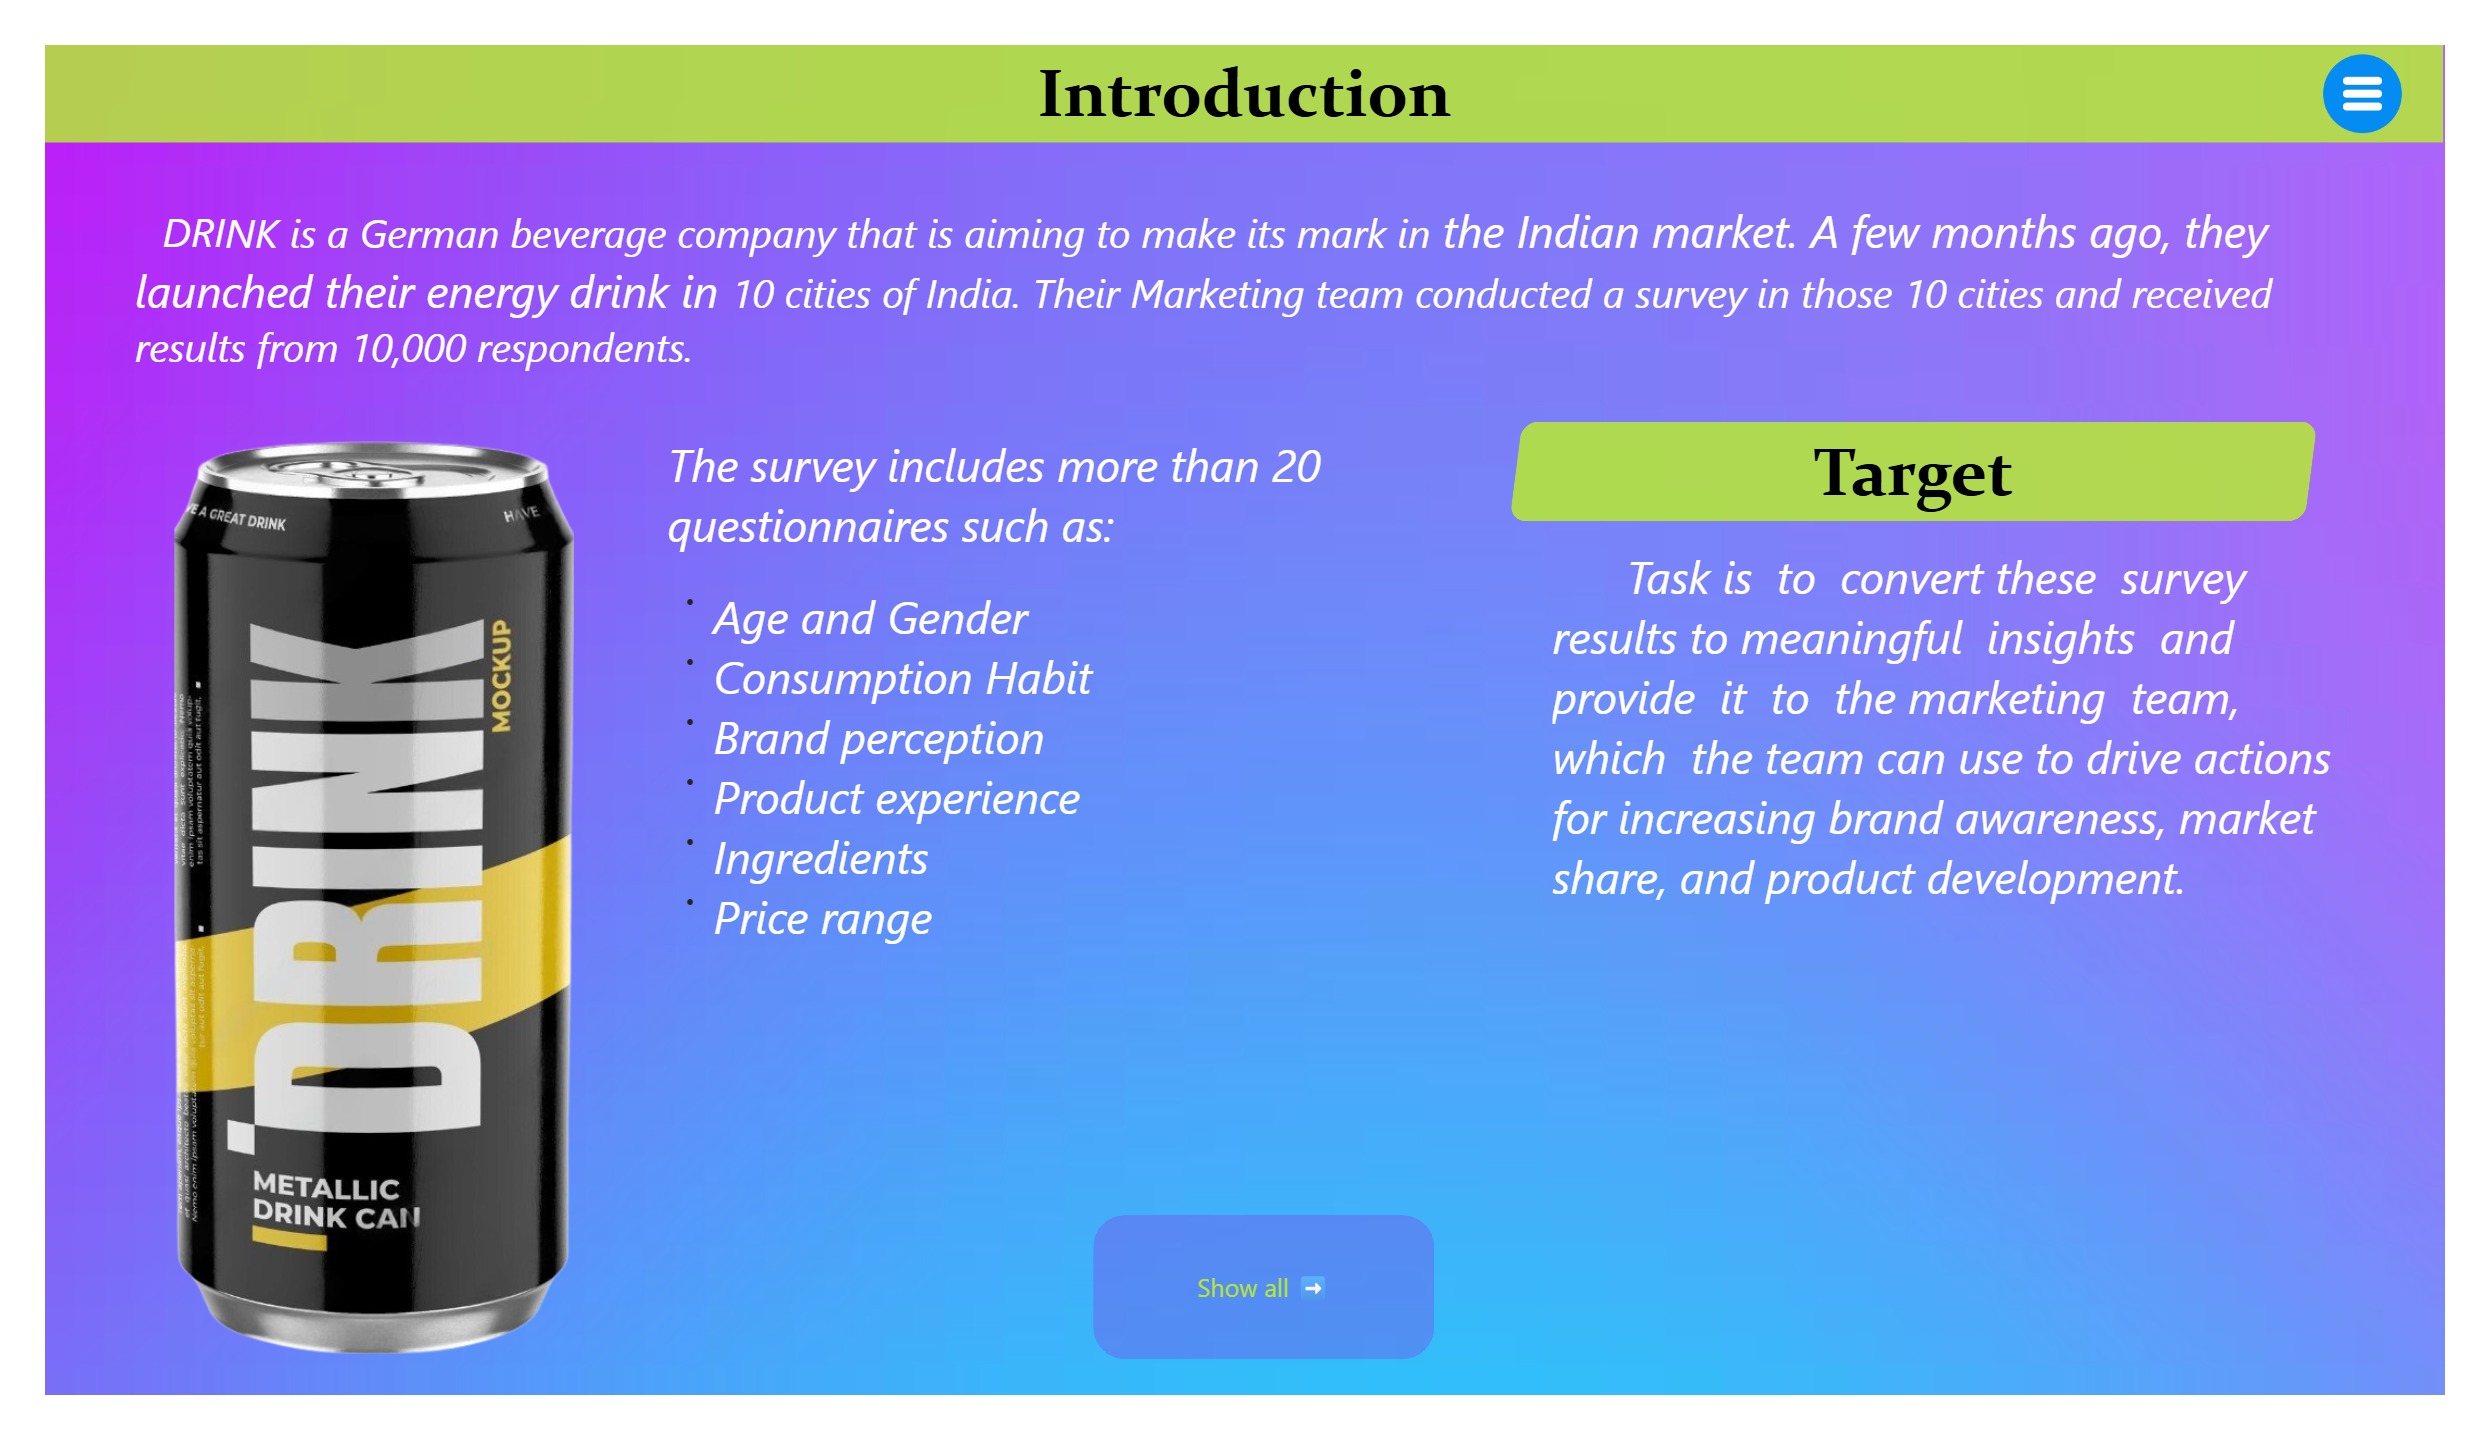 Introduction
DRINK is a German beverage company that is aiming to make its mark in the Indian market. A few months ago, they
launched their energy drink in 10 cities of India. Their Marketing team conducted a survey in those 10 cities and received
results from 10,000 respondents.
The survey includes more than 20
questionnaires such as:
Age and Gender
Consumption Habit
Brand perception
Product experience
Ingredients
Price range
Target
Task is to convert these survey
results to meaningful insights and
provide it to the marketing team,
which the team can use to drive actions
for increasing brand awareness, market
share, and product development.
A GREAT DRINK
HAVE
DRINK
MOCKUP
METALLIC
DRINK CAN
Show all